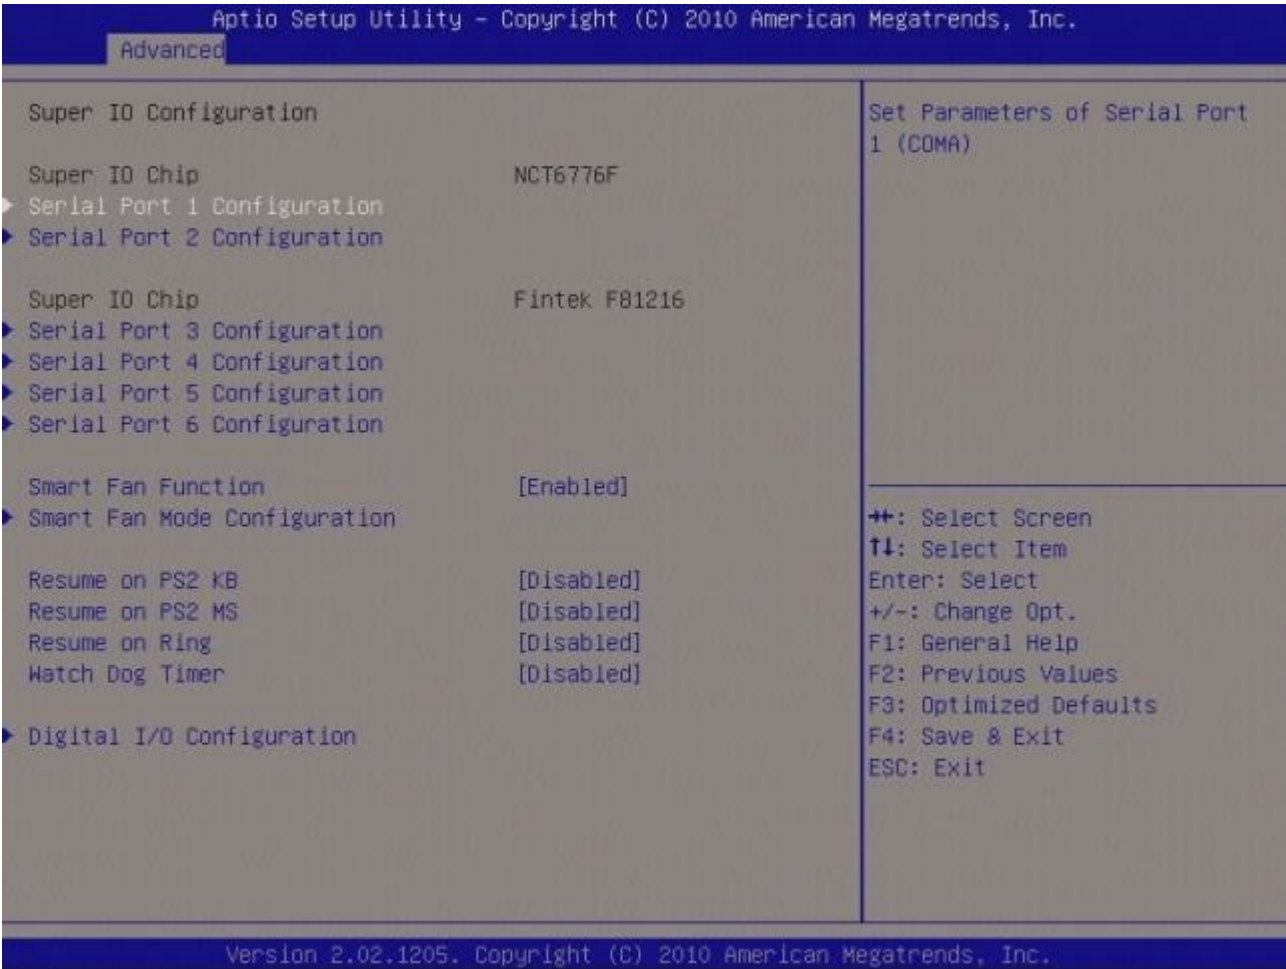 Aptio Setup Utility – Copyright (C) 2010 American Megatrends, Inc.
Advanced
Super IO Configuration
Super IO Chip NCT6776F
Serial Port 1 Configuration
Serial Port 2 Configuration
Super IO Chip Fintek F81216
Serial Port 3 Configuration
Serial Port 4 Configuration
Serial Port 5 Configuration
Serial Port 6 Configuration
Smart Fan Function [Enabled]
Smart Fan Mode Configuration
Resume on PS2 KB [Disabled]
Resume on PS2 MS [Disabled]
Resume on Ring [Disabled]
Watch Dog Timer [Disabled]
Digital I/O Configuration
Set Parameters of Serial Port
1 (COMA)
→←: Select Screen
↑↓: Select Item
Enter: Select
+/-: Change Opt.
F1: General Help
F2: Previous Values
F3: Optimized Defaults
F4: Save & Exit
ESC: Exit
Version 2.02.1205. Copyright (C) 2010 American Megatrends, Inc.